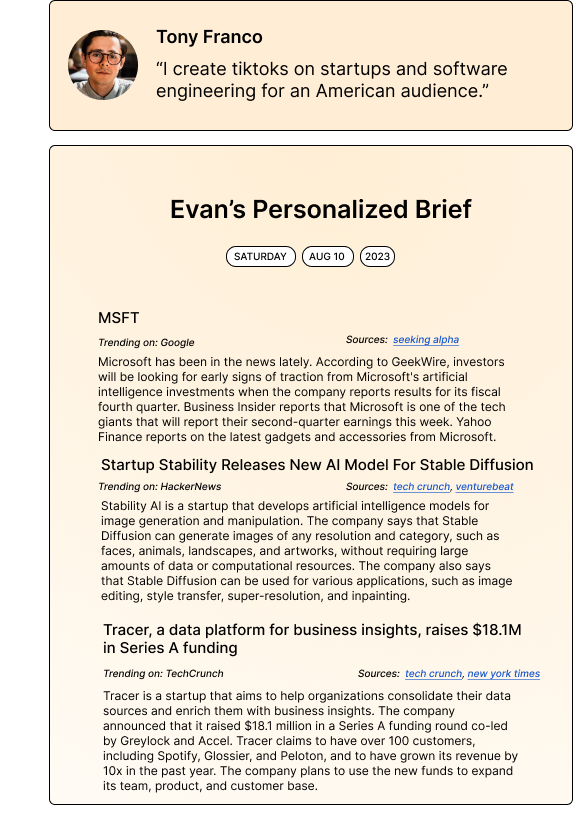 Tony Franco
“I create tiktoks on startups and software
engineering for an American audience.”
Evan’s Personalized Brief
SATURDAY AUG 10 2023
MSFT
Trending on: Google Sources: seeking alpha
Microsoft has been in the news lately. According to GeekWire, investors
will be looking for early signs of traction from Microsoft's artificial
intelligence investments when the company reports results for its fiscal
fourth quarter. Business Insider reports that Microsoft is one of the tech
giants that will report their second-quarter earnings this week. Yahoo
Finance reports on the latest gadgets and accessories from Microsoft.
Startup Stability Releases New AI Model For Stable Diffusion
Trending on: HackerNews Sources: tech crunch, venturebeat
Stability AI is a startup that develops artificial intelligence models for
image generation and manipulation. The company says that Stable
Diffusion can generate images of any resolution and category, such as
faces, animals, landscapes, and artworks, without requiring large
amounts of data or computational resources. The company also says
that Stable Diffusion can be used for various applications, such as image
editing, style transfer, super-resolution, and inpainting.
Tracer, a data platform for business insights, raises $18.1M
in Series A funding
Trending on: TechCrunch Sources: tech crunch, new york times
Tracer is a startup that aims to help organizations consolidate their data
sources and enrich them with business insights. The company
announced that it raised $18.1 million in a Series A funding round co-led
by Greylock and Accel. Tracer claims to have over 100 customers,
including Spotify, Glossier, and Peloton, and to have grown its revenue by
10x in the past year. The company plans to use the new funds to expand
its team, product, and customer base.